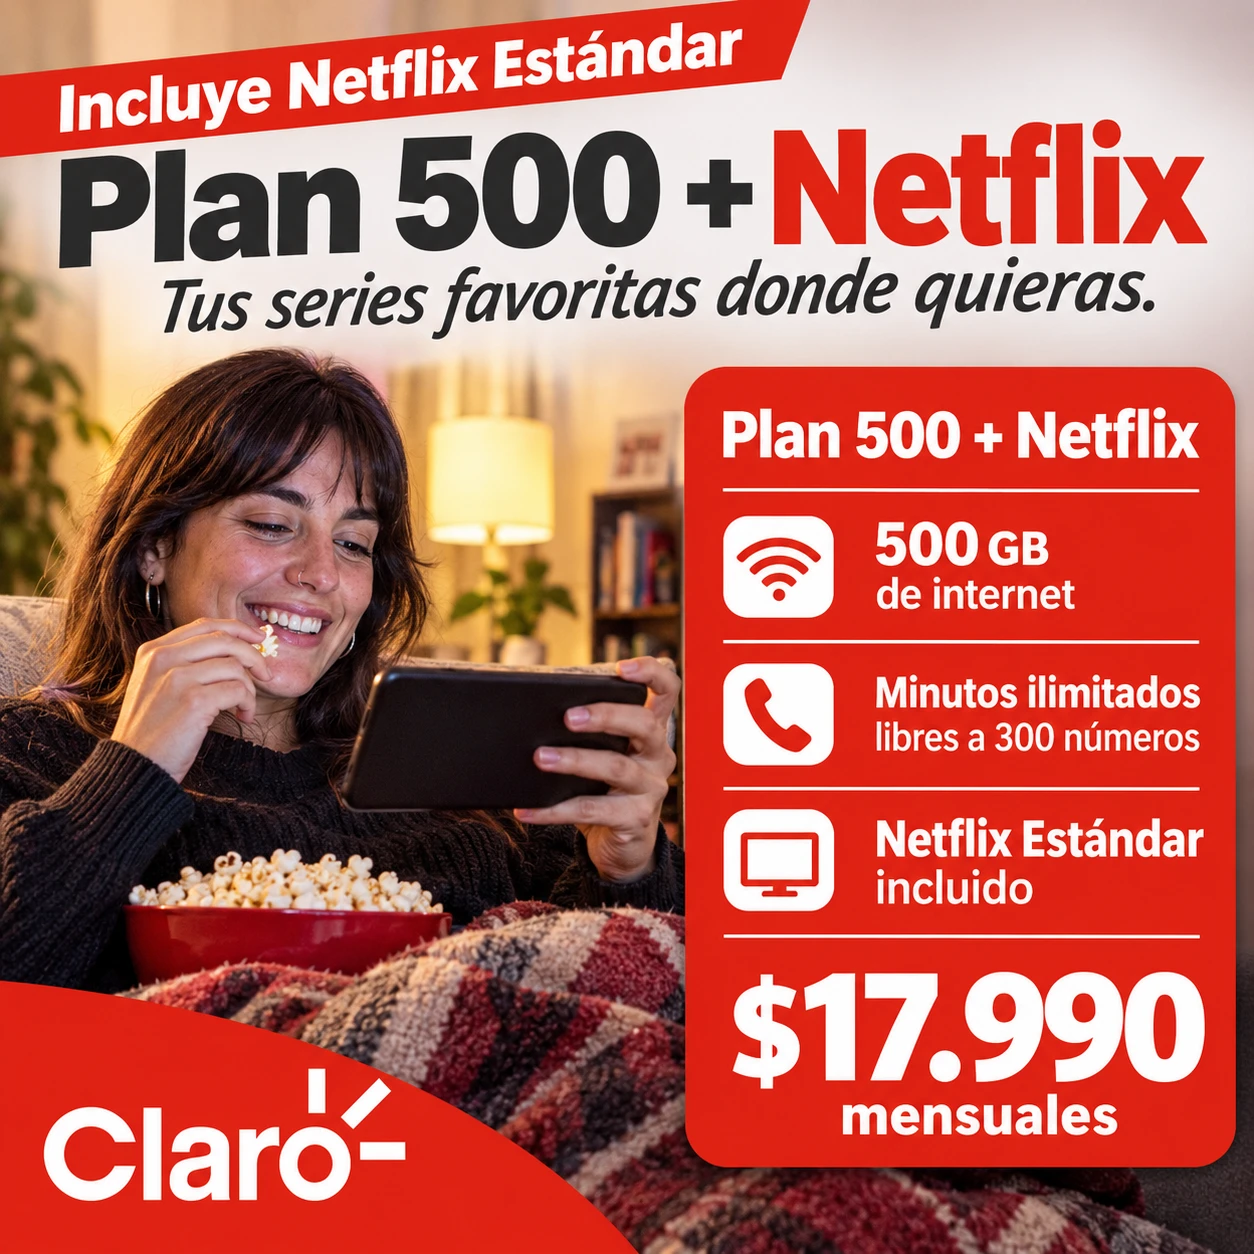 Incluye Netflix Estándar
Plan 500 + Netflix
Tus series favoritas donde quieras.
Plan 500 + Netflix
500 GB
de internet
Minutos ilimitados
libres a 300 números
Netflix Estándar
incluido
$17.990
mensuales
Claro